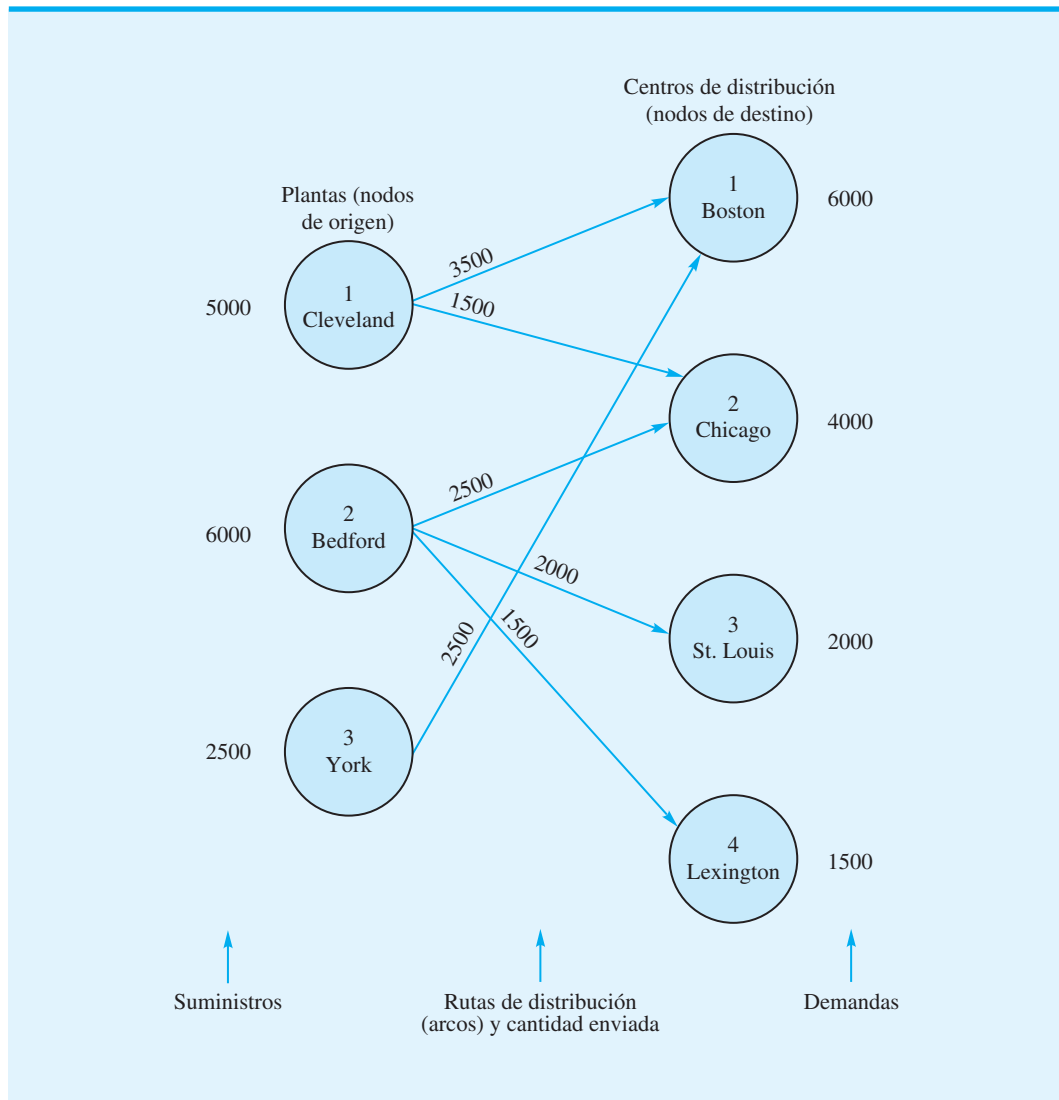 Centros de distribución
(nodos de destino)
Plantas (nodos
de origen)
1
Boston
6000
5000
1
Cleveland
3500
1500
2
Chicago
4000
6000
2
Bedford
2500
2000
1500
2500
3
St. Louis
2000
2500
3
York
4
Lexington
1500
Suministros
Rutas de distribución
(arcos) y cantidad enviada
Demandas